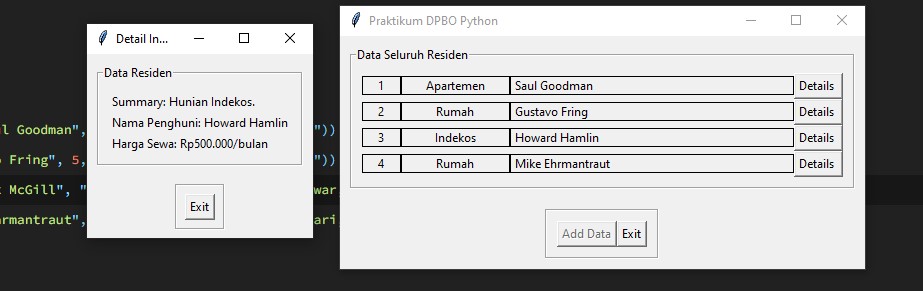 Detail In...
Data Residen
Summary: Hunian Indekos.
Nama Penghuni: Howard Hamlin
Harga Sewa: Rp500.000/bulan
Exit
Praktikum DPBO Python
Data Seluruh Residen
1 Apartemen Saul Goodman Details
2 Rumah Gustavo Fring Details
3 Indekos Howard Hamlin Details
4 Rumah Mike Ehrmantraut Details
Add Data Exit
l Goodman", "))
Fring", 5, "))
McGill", " war
armantraut", ari